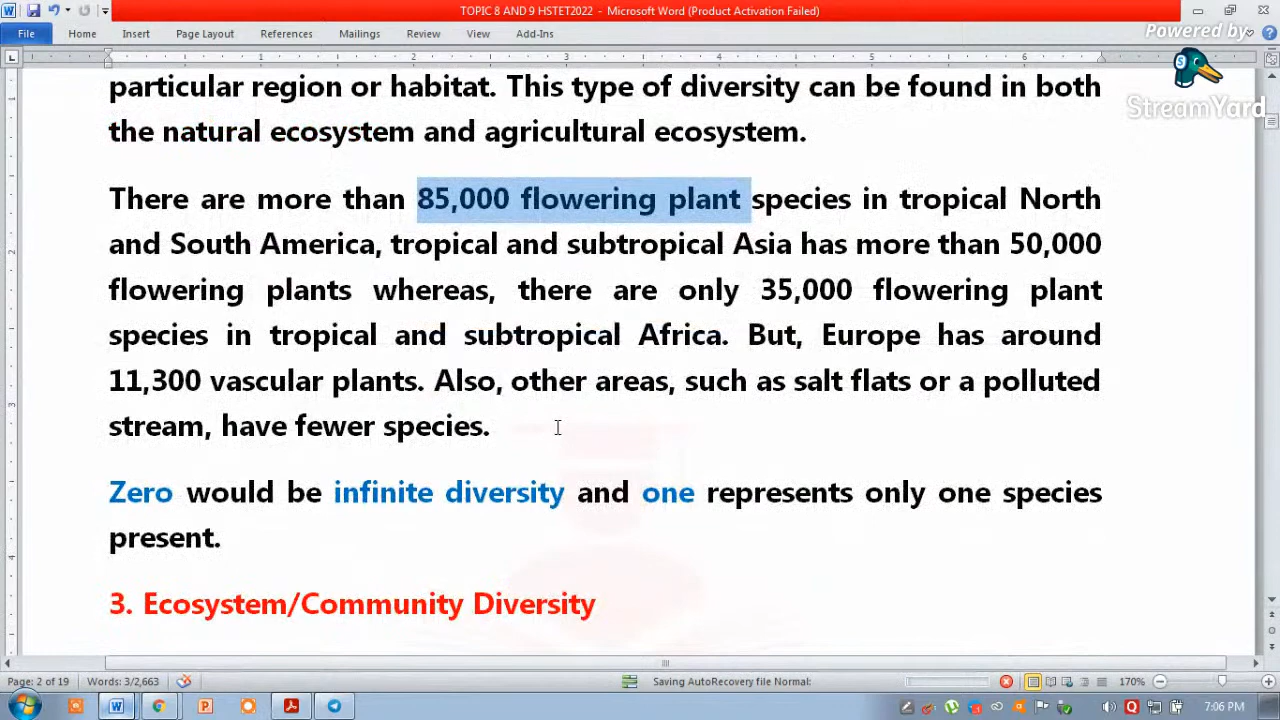 TOPIC 8 AND 9 HSTET2022 - Microsoft Word (Product Activation Failed)
File Home Insert Page Layout References Mailings Review View Add-Ins
Powered by
StreamYard
particular region or habitat. This type of diversity can be found in both
the natural ecosystem and agricultural ecosystem.
There are more than 85,000 flowering plant species in tropical North
and South America, tropical and subtropical Asia has more than 50,000
flowering plants whereas, there are only 35,000 flowering plant
species in tropical and subtropical Africa. But, Europe has around
11,300 vascular plants. Also, other areas, such as salt flats or a polluted
stream, have fewer species.
Zero would be infinite diversity and one represents only one species
present.
3. Ecosystem/Community Diversity
Page: 2 of 19 Words: 3/2,663 Saving AutoRecovery file Normal: 170%
7:06 PM